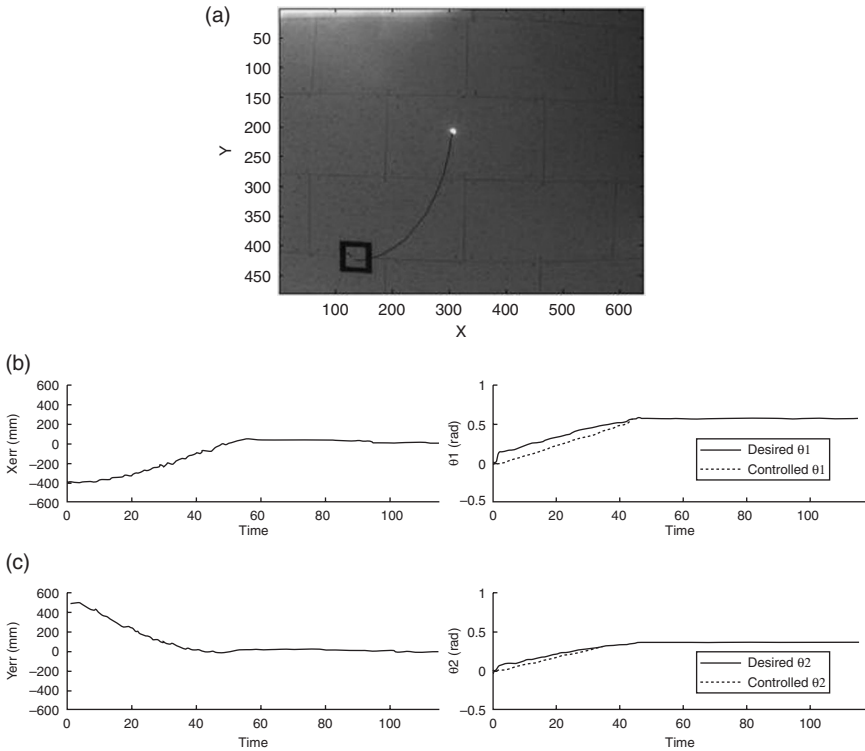 (a)
50
100
150
200
250
300
350
400
450
Y
100 200 300 400 500 600
X
(b)
600
400
200
0
−200
−400
−600
Xerr (mm)
0 20 40 60 80 100
Time
1
0.5
0
−0.5
θ1 (rad)
Desired θ1
Controlled θ1
0 20 40 60 80 100
Time
(c)
600
400
200
0
−200
−400
−600
Yerr (mm)
0 20 40 60 80 100
Time
1
0.5
0
−0.5
θ2 (rad)
Desired θ2
Controlled θ2
0 20 40 60 80 100
Time